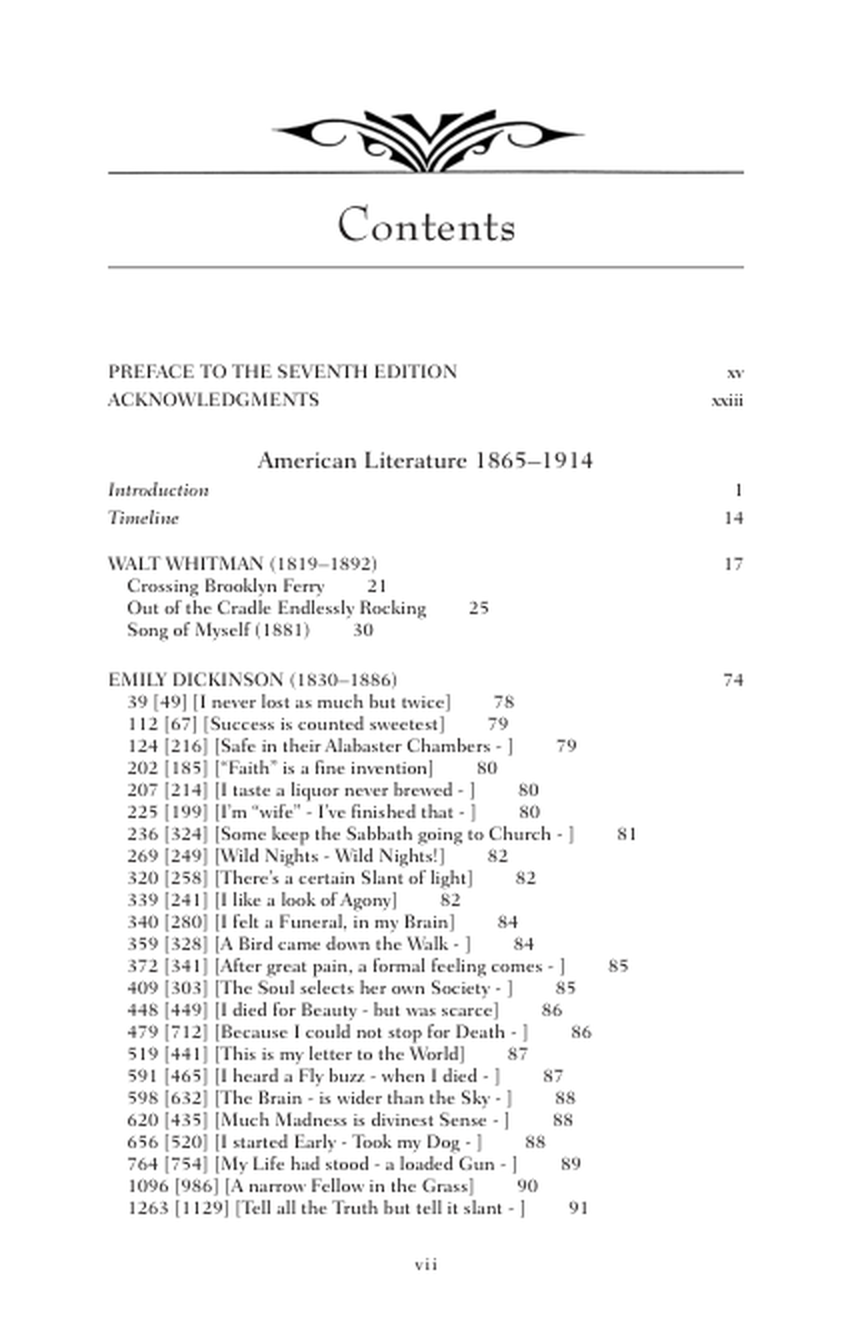 Contents
PREFACE TO THE SEVENTH EDITION xv
ACKNOWLEDGMENTS xxiii
American Literature 1865–1914
Introduction 1
Timeline 14
WALT WHITMAN (1819–1892) 17
Crossing Brooklyn Ferry 21
Out of the Cradle Endlessly Rocking 25
Song of Myself (1881) 30
EMILY DICKINSON (1830–1886) 74
39 [49] [I never lost as much but twice] 78
112 [67] [Success is counted sweetest] 79
124 [216] [Safe in their Alabaster Chambers - ] 79
202 [185] [“Faith” is a fine invention] 80
207 [214] [I taste a liquor never brewed - ] 80
225 [199] [I’m “wife” - I’ve finished that - ] 80
236 [324] [Some keep the Sabbath going to Church - ] 81
269 [249] [Wild Nights - Wild Nights!] 82
320 [258] [There’s a certain Slant of light] 82
339 [241] [I like a look of Agony] 82
340 [280] [I felt a Funeral, in my Brain] 84
359 [328] [A Bird came down the Walk - ] 84
372 [341] [After great pain, a formal feeling comes - ] 85
409 [303] [The Soul selects her own Society - ] 85
448 [449] [I died for Beauty - but was scarce] 86
479 [712] [Because I could not stop for Death - ] 86
519 [441] [This is my letter to the World] 87
591 [465] [I heard a Fly buzz - when I died - ] 87
598 [632] [The Brain - is wider than the Sky - ] 88
620 [435] [Much Madness is divinest Sense - ] 88
656 [520] [I started Early - Took my Dog - ] 88
764 [754] [My Life had stood - a loaded Gun - ] 89
1096 [986] [A narrow Fellow in the Grass] 90
1263 [1129] [Tell all the Truth but tell it slant - ] 91
vii